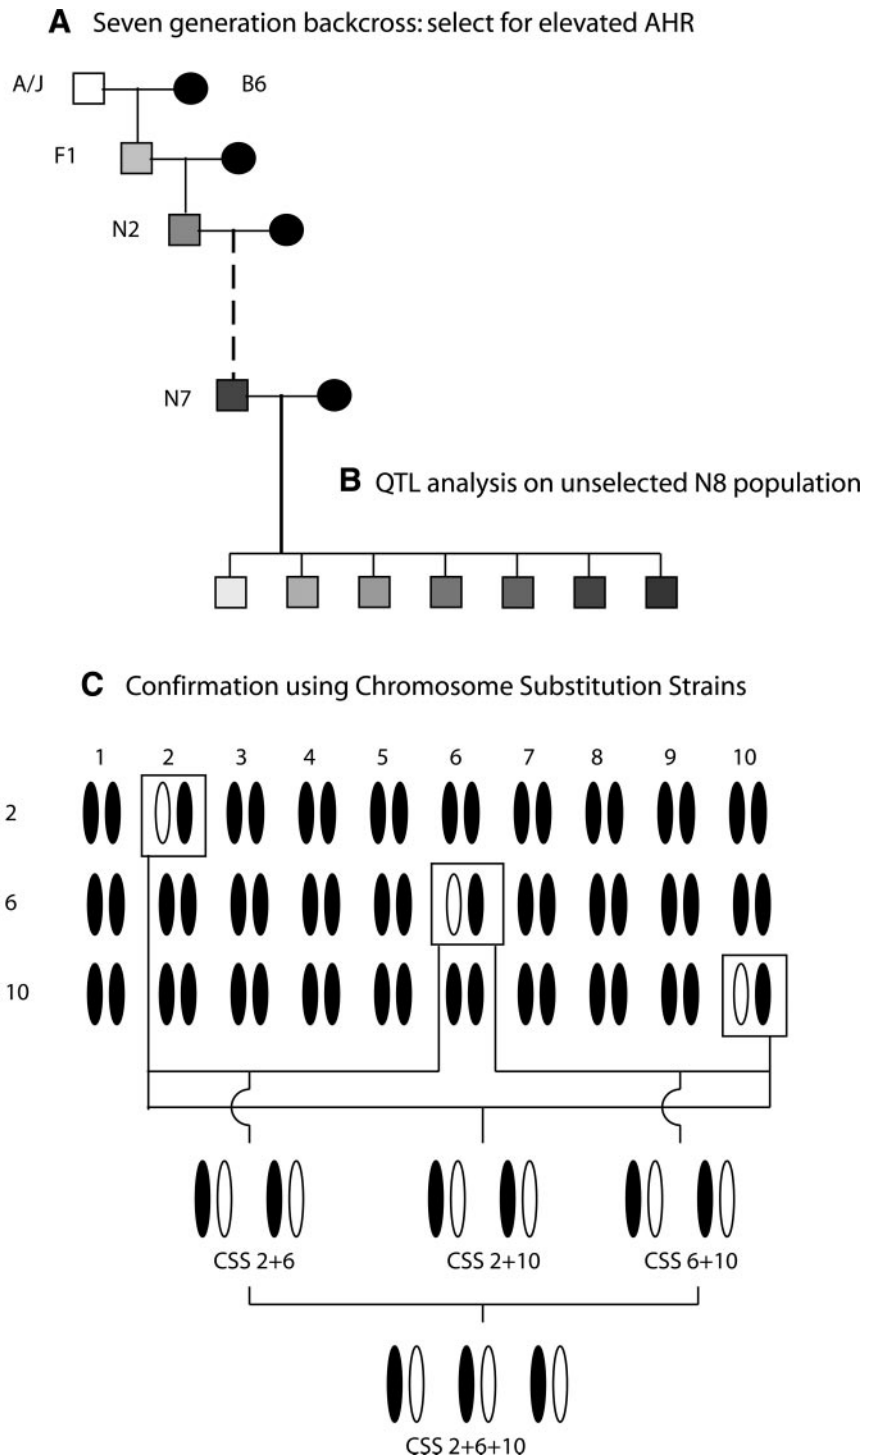 A Seven generation backcross: select for elevated AHR
A/J B6
F1
N2
N7
B QTL analysis on unselected N8 population
C Confirmation using Chromosome Substitution Strains
1 2 3 4 5 6 7 8 9 10
2
6
10
CSS 2+6 CSS 2+10 CSS 6+10
CSS 2+6+10